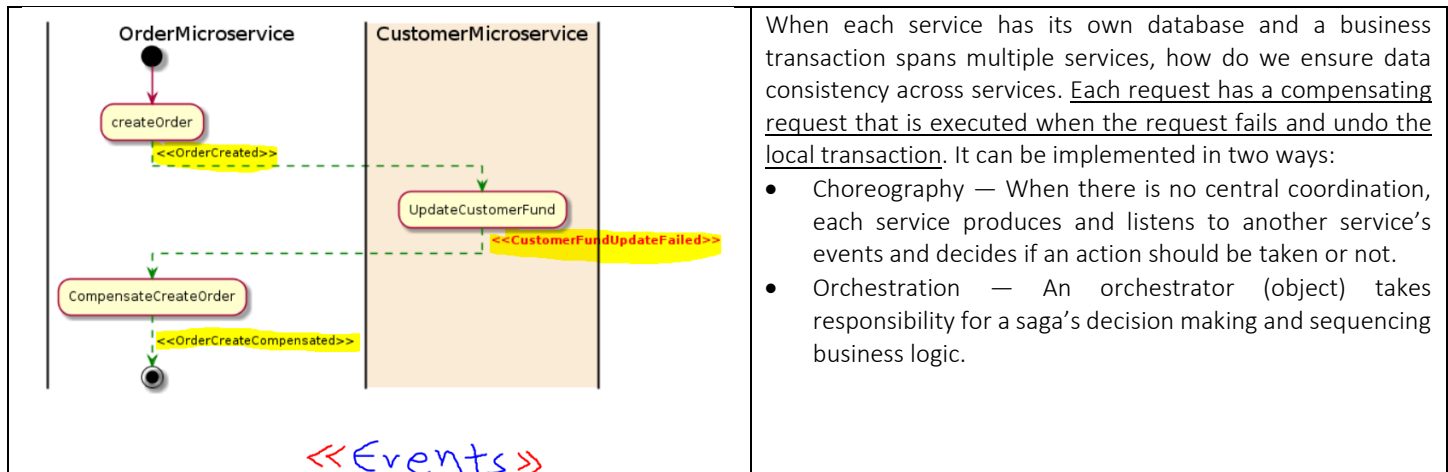 OrderMicroservice
CustomerMicroservice
createOrder
<<OrderCreated>>
UpdateCustomerFund
<<CustomerFundUpdateFailed>>
CompensateCreateOrder
<<OrderCreateCompensated>>
<<Events>>
When each service has its own database and a business
transaction spans multiple services, how do we ensure data
consistency across services. Each request has a compensating
request that is executed when the request fails and undo the
local transaction. It can be implemented in two ways:
• Choreography — When there is no central coordination,
each service produces and listens to another service’s
events and decides if an action should be taken or not.
• Orchestration — An orchestrator (object) takes
responsibility for a saga’s decision making and sequencing
business logic.